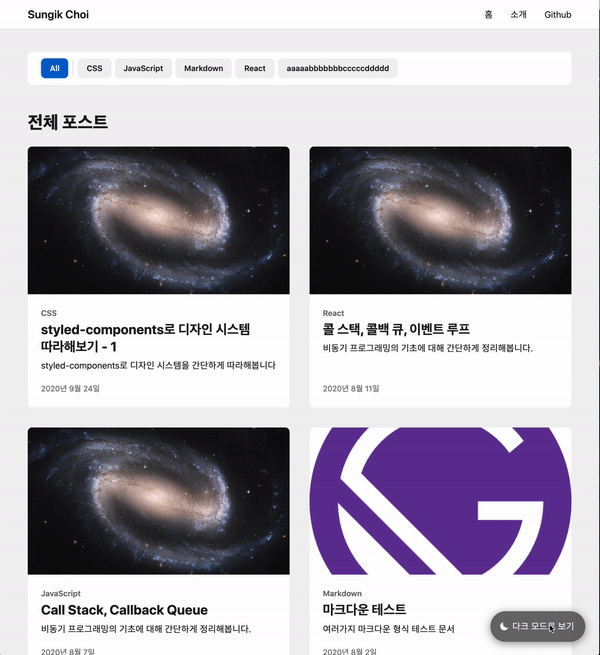 Sungik Choi
홈 소개 Github
All CSS JavaScript Markdown React aaaaabbbbbbbcccccddddd
전체 포스트
CSS
styled-components로 디자인 시스템
따라해보기 - 1
styled-components로 디자인 시스템을 간단하게 따라해봅니다
2020년 9월 24일
React
콜 스택, 콜백 큐, 이벤트 루프
비동기 프로그래밍의 기초에 대해 간단하게 정리해봅니다.
2020년 8월 11일
JavaScript
Call Stack, Callback Queue
비동기 프로그래밍의 기초에 대해 간단하게 정리해봅니다.
2020년 8월 7일
Markdown
마크다운 테스트
여러가지 마크다운 형식 테스트 문서
2020년 8월 2일
다크 모드로 보기